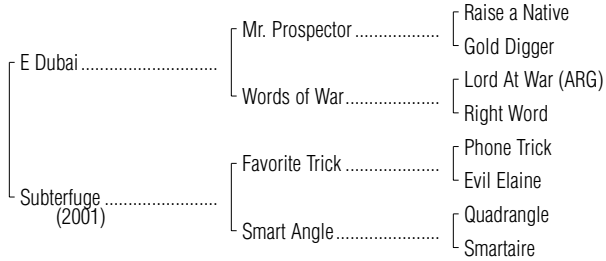 Raise a Native
Mr. Prospector ..................
Gold Digger
E Dubai .............................
Lord At War (ARG)
Words of War....................
Right Word
Phone Trick
Favorite Trick ....................
Evil Elaine
Subterfuge ........................
(2001)
Quadrangle
Smart Angle......................
Smartaire